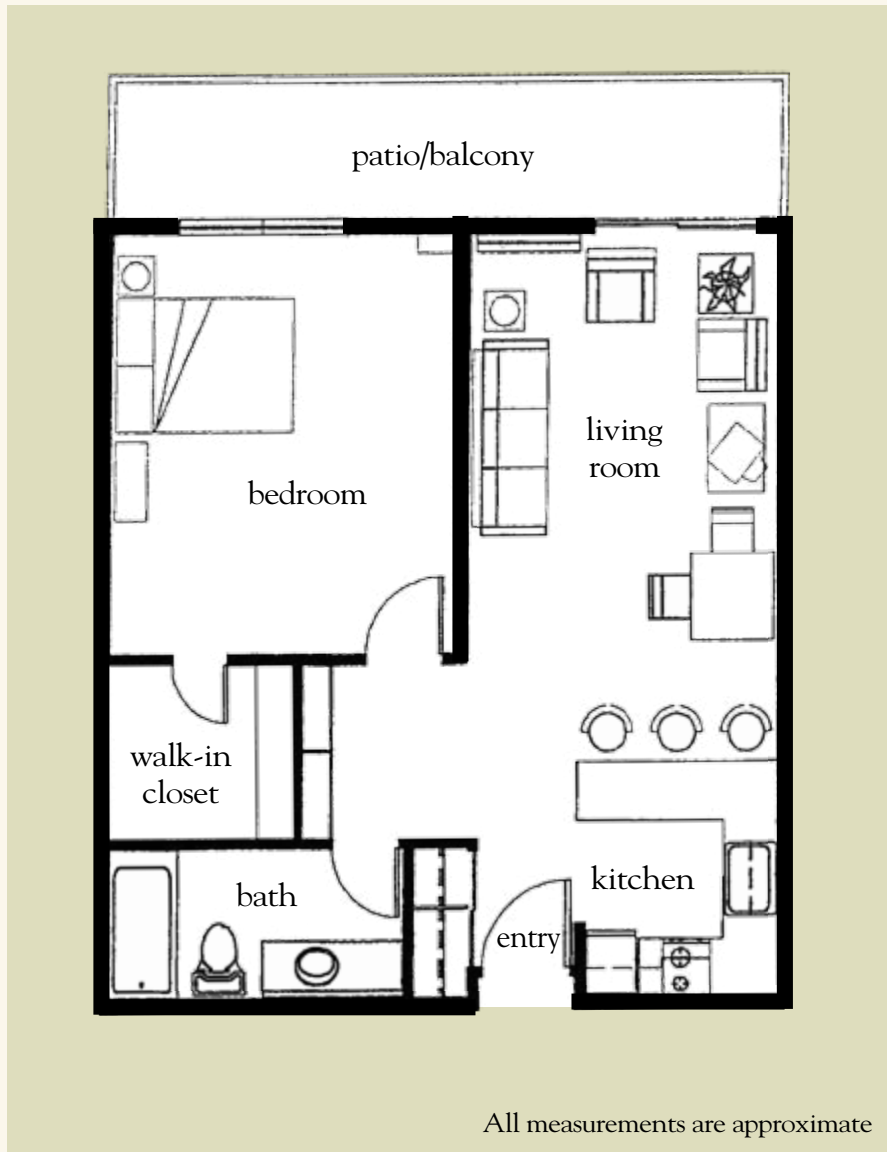 patio/balcony
living
room
bedroom
walk-in
closet
kitchen
bath
entry
All measurements are approximate